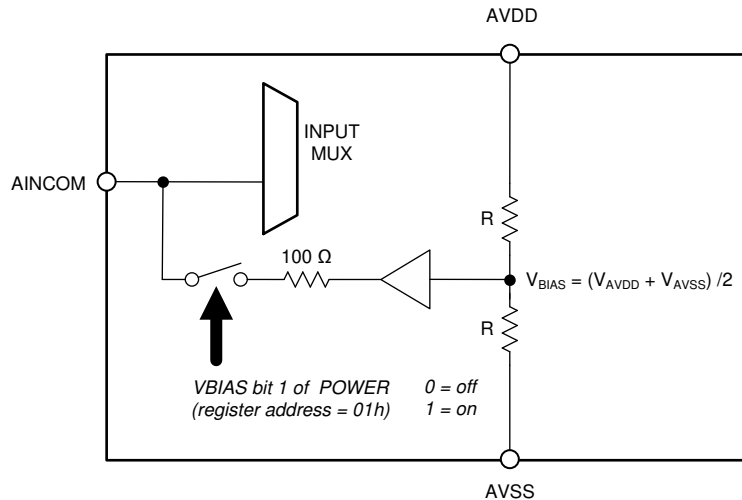 AVDD
INPUT
MUX
AINCOM
R
100 Ω
V_BIAS = (V_AVDD + V_AVSS) /2
R
VBIAS bit 1 of POWER 0 = off
(register address = 01h) 1 = on
AVSS